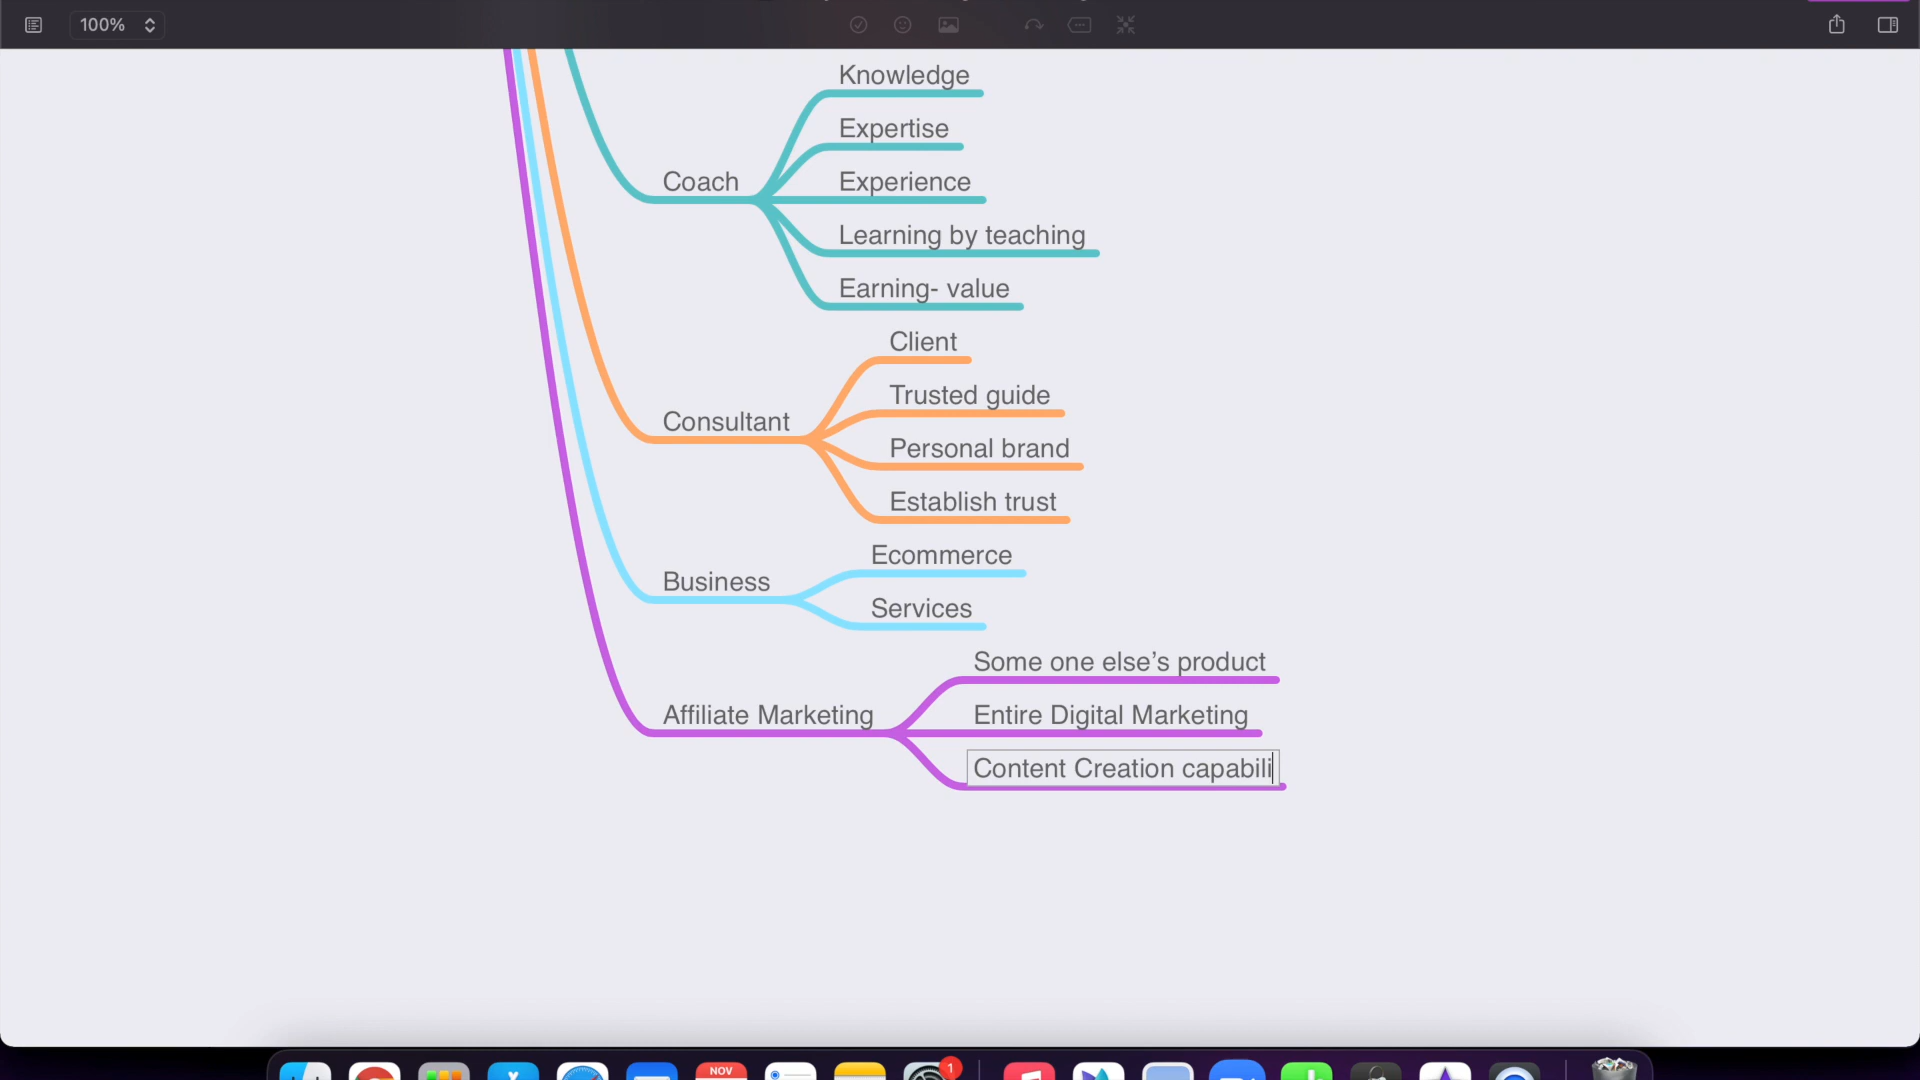 100%
Knowledge
Expertise
Experience
Coach
Learning by teaching
Earning- value
Client
Trusted guide
Consultant
Personal brand
Establish trust
Ecommerce
Business
Services
Some one else’s product
Affiliate Marketing
Entire Digital Marketing
Content Creation capabili
NOV
1